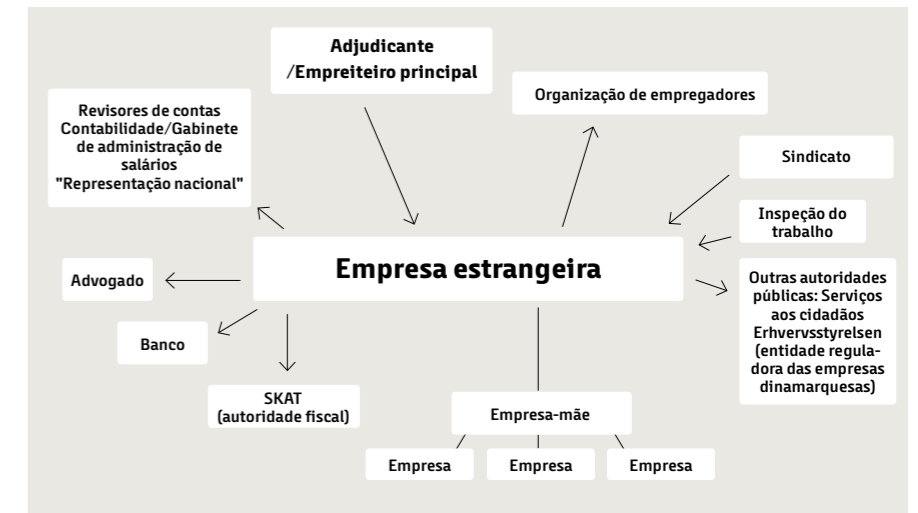 Adjudicante
/Empreiteiro principal
Organização de empregadores
Revisores de contas
Contabilidade/Gabinete
de administração de
salários
"Representação nacional"
Sindicato
Inspeção do
trabalho
Empresa estrangeira
Advogado
Outras autoridades
públicas: Serviços
aos cidadãos
Erhvervsstyrelsen
(entidade regula-
dora das empresas
dinamarquesas)
Banco
SKAT
(autoridade fiscal)
Empresa-mãe
Empresa
Empresa
Empresa